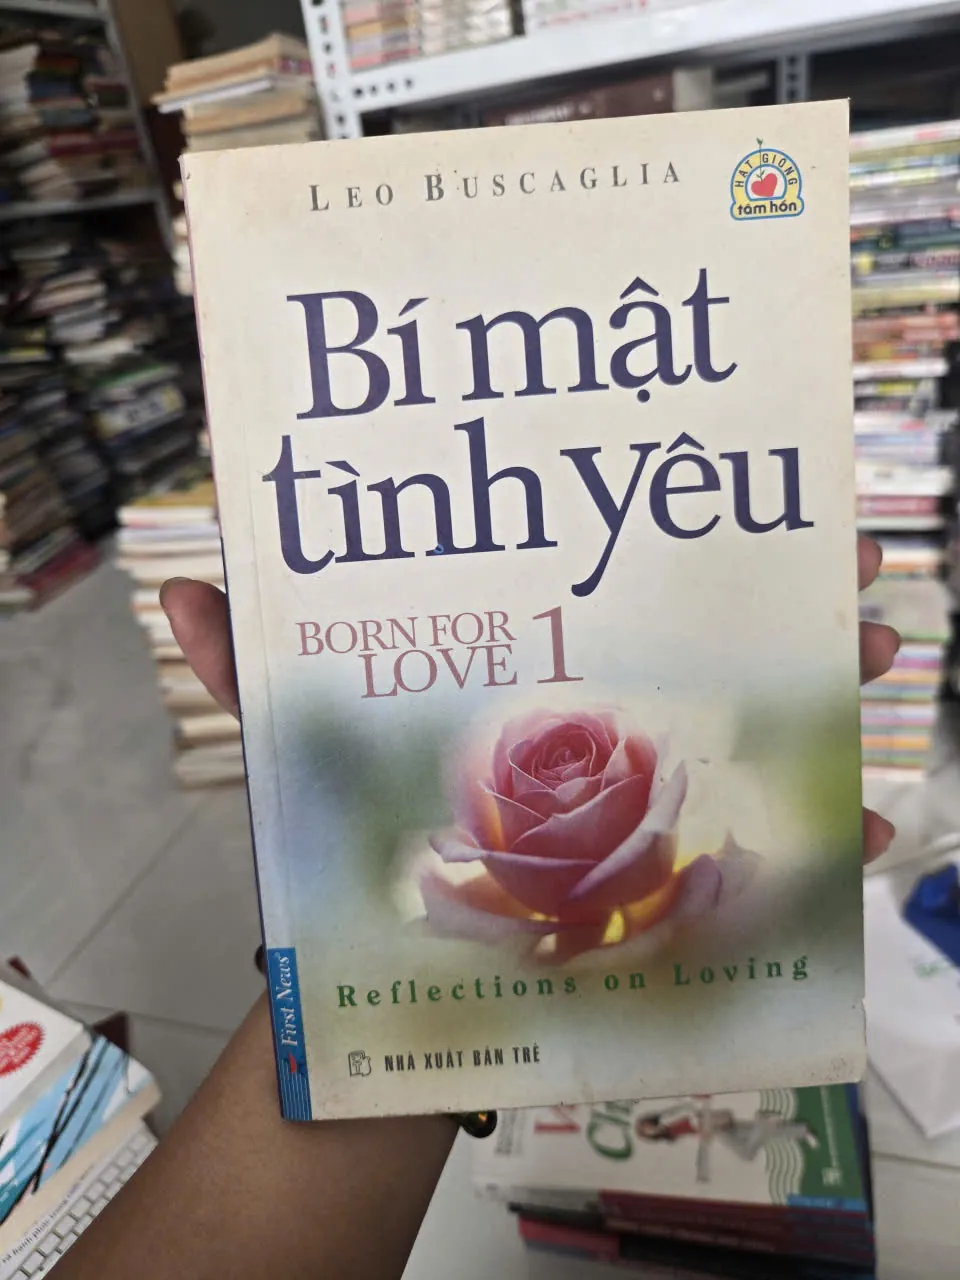 LEO BUSCAGLIA
HẠT GIỐNG
tâm hồn
Bí mật
tình yêu
BORN FOR
LOVE 1
Reflections on Loving
First News
NHÀ XUẤT BẢN TRẺ